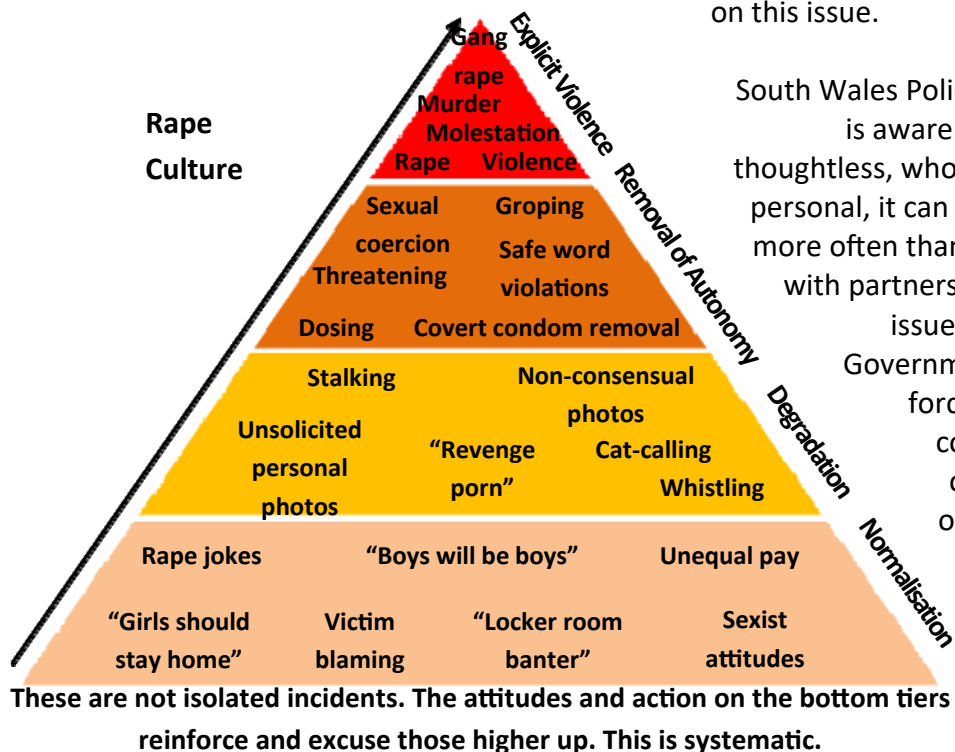 on this issue.
South Wales Polic
is aware
thoughtless, who
personal, it can
more often than
with partners
issue
Governm
forc
co
c
o
Rape
Culture
Gang
rape
Murder
Molestation
Rape Violence
Explicit Violence
Sexual
coercion
Groping
Threatening
Safe word
violations
Dosing Covert condom removal
Removal of Autonomy
Stalking
Non-consensual
photos
Unsolicited
personal
photos
“Revenge
porn”
Cat-calling
Whistling
Degradation
Rape jokes “Boys will be boys” Unequal pay
“Girls should
stay home”
Victim
blaming
“Locker room
banter”
Sexist
attitudes
Normalisation
These are not isolated incidents. The attitudes and action on the bottom tiers
reinforce and excuse those higher up. This is systematic.